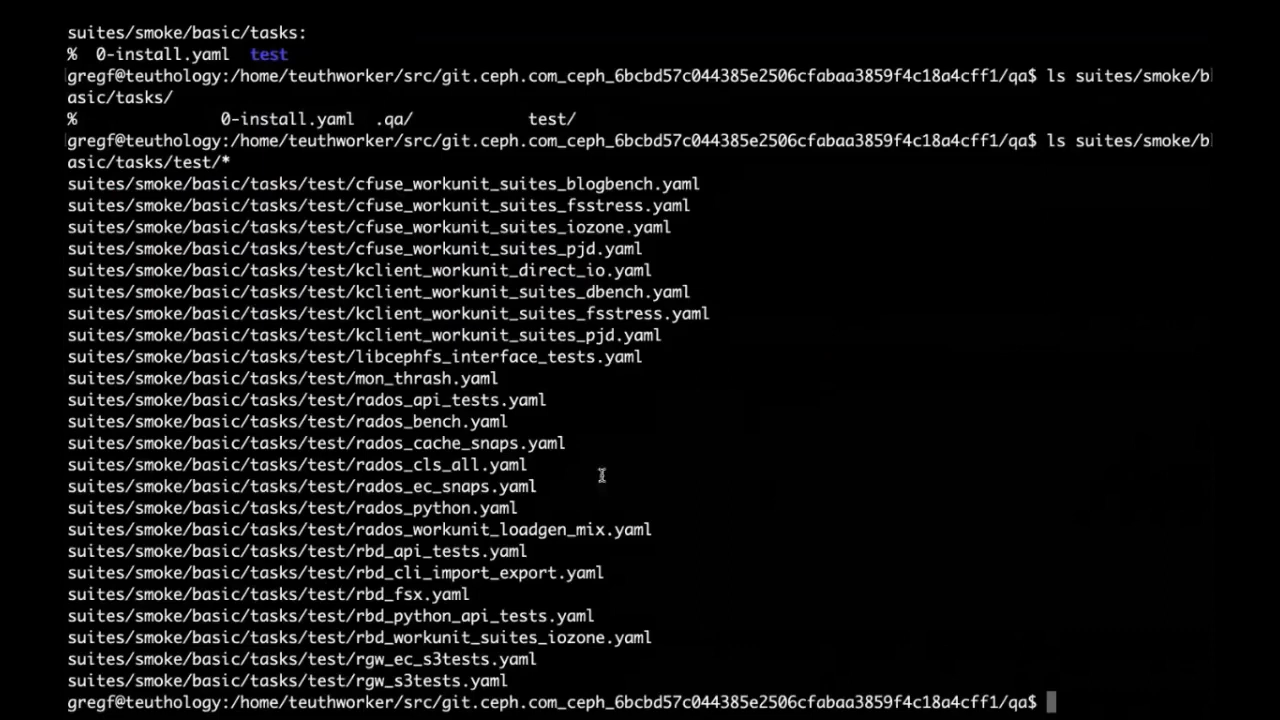 suites/smoke/basic/tasks:
%  0-install.yaml  test
gregf@teuthology:/home/teuthworker/src/git.ceph.com_ceph_6bcbd57c044385e2506cfabaa3859f4c18a4cff1/qa$ ls suites/smoke/b
asic/tasks/
%               0-install.yaml  .qa/            test/
gregf@teuthology:/home/teuthworker/src/git.ceph.com_ceph_6bcbd57c044385e2506cfabaa3859f4c18a4cff1/qa$ ls suites/smoke/b
asic/tasks/test/*
suites/smoke/basic/tasks/test/cfuse_workunit_suites_blogbench.yaml
suites/smoke/basic/tasks/test/cfuse_workunit_suites_fsstress.yaml
suites/smoke/basic/tasks/test/cfuse_workunit_suites_iozone.yaml
suites/smoke/basic/tasks/test/cfuse_workunit_suites_pjd.yaml
suites/smoke/basic/tasks/test/kclient_workunit_direct_io.yaml
suites/smoke/basic/tasks/test/kclient_workunit_suites_dbench.yaml
suites/smoke/basic/tasks/test/kclient_workunit_suites_fsstress.yaml
suites/smoke/basic/tasks/test/kclient_workunit_suites_pjd.yaml
suites/smoke/basic/tasks/test/libcephfs_interface_tests.yaml
suites/smoke/basic/tasks/test/mon_thrash.yaml
suites/smoke/basic/tasks/test/rados_api_tests.yaml
suites/smoke/basic/tasks/test/rados_bench.yaml
suites/smoke/basic/tasks/test/rados_cache_snaps.yaml
suites/smoke/basic/tasks/test/rados_cls_all.yaml
suites/smoke/basic/tasks/test/rados_ec_snaps.yaml
suites/smoke/basic/tasks/test/rados_python.yaml
suites/smoke/basic/tasks/test/rados_workunit_loadgen_mix.yaml
suites/smoke/basic/tasks/test/rbd_api_tests.yaml
suites/smoke/basic/tasks/test/rbd_cli_import_export.yaml
suites/smoke/basic/tasks/test/rbd_fsx.yaml
suites/smoke/basic/tasks/test/rbd_python_api_tests.yaml
suites/smoke/basic/tasks/test/rbd_workunit_suites_iozone.yaml
suites/smoke/basic/tasks/test/rgw_ec_s3tests.yaml
suites/smoke/basic/tasks/test/rgw_s3tests.yaml
gregf@teuthology:/home/teuthworker/src/git.ceph.com_ceph_6bcbd57c044385e2506cfabaa3859f4c18a4cff1/qa$